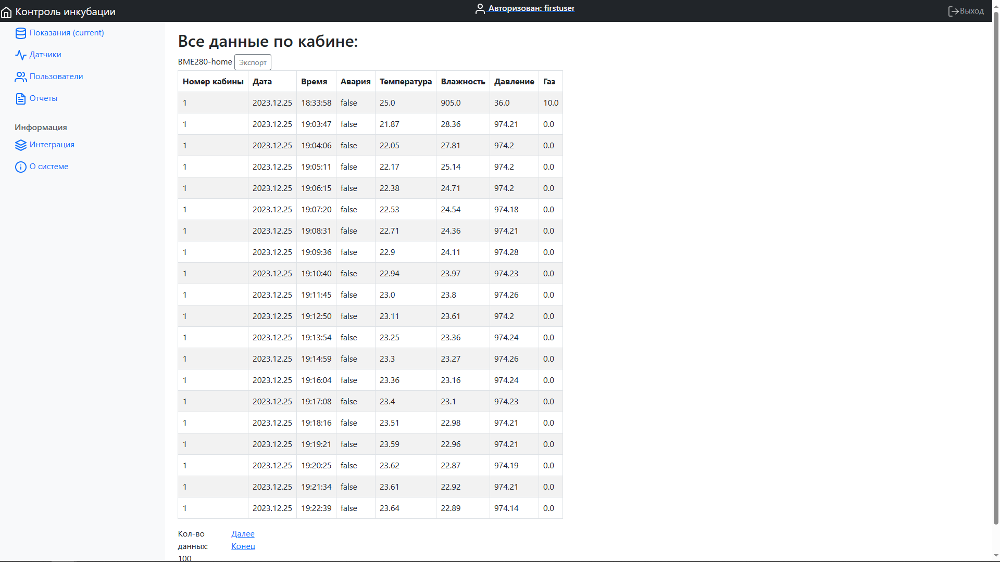 Контроль инкубации
Авторизован: firstuser
Выход
Показания (current)
Датчики
Пользователи
Отчеты
Информация
Интеграция
О системе
Все данные по кабине:
BME280-home Экспорт
Номер кабины Дата Время Авария Температура Влажность Давление Газ
1 2023.12.25 18:33:58 false 25.0 905.0 36.0 10.0
1 2023.12.25 19:03:47 false 21.87 28.36 974.21 0.0
1 2023.12.25 19:04:06 false 22.05 27.81 974.2 0.0
1 2023.12.25 19:05:11 false 22.17 25.14 974.2 0.0
1 2023.12.25 19:06:15 false 22.38 24.71 974.2 0.0
1 2023.12.25 19:07:20 false 22.53 24.54 974.18 0.0
1 2023.12.25 19:08:31 false 22.71 24.36 974.21 0.0
1 2023.12.25 19:09:36 false 22.9 24.11 974.28 0.0
1 2023.12.25 19:10:40 false 22.94 23.97 974.23 0.0
1 2023.12.25 19:11:45 false 23.0 23.8 974.26 0.0
1 2023.12.25 19:12:50 false 23.11 23.61 974.2 0.0
1 2023.12.25 19:13:54 false 23.25 23.36 974.24 0.0
1 2023.12.25 19:14:59 false 23.3 23.27 974.26 0.0
1 2023.12.25 19:16:04 false 23.36 23.16 974.24 0.0
1 2023.12.25 19:17:08 false 23.4 23.1 974.23 0.0
1 2023.12.25 19:18:16 false 23.51 22.98 974.21 0.0
1 2023.12.25 19:19:21 false 23.59 22.96 974.21 0.0
1 2023.12.25 19:20:25 false 23.62 22.87 974.19 0.0
1 2023.12.25 19:21:34 false 23.61 22.92 974.21 0.0
1 2023.12.25 19:22:39 false 23.64 22.89 974.14 0.0
Кол-во
данных:
100
Далее
Конец